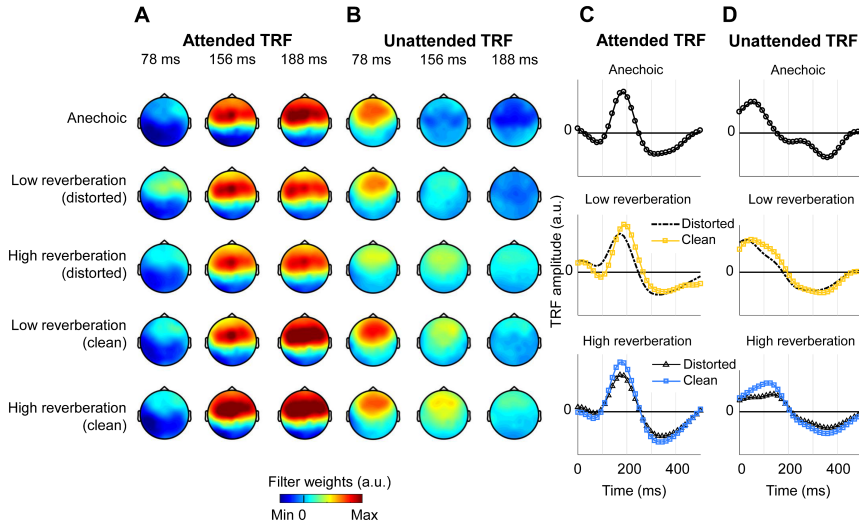 A
B
C
D
Attended TRF
Unattended TRF
Attended TRF
Unattended TRF
78 ms
156 ms
188 ms
78 ms
156 ms
188 ms
Anechoic
Low reverberation
(distorted)
High reverberation
(distorted)
Low reverberation
(clean)
High reverberation
(clean)
Filter weights (a.u.)
Min 0
Max
TRF amplitude (a.u.)
Anechoic
0
Low reverberation
Distorted
Clean
0
High reverberation
Distorted
Clean
0
0
200
400
Time (ms)
Anechoic
0
Low reverberation
0
High reverberation
0
0
200
400
Time (ms)